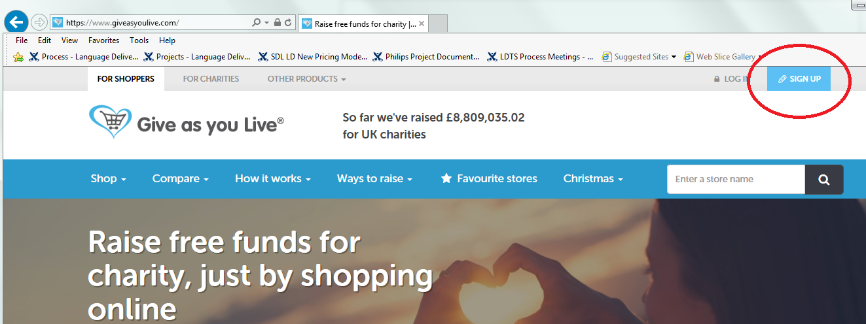 https://www.giveasyoulive.com/
Raise free funds for charity |...
File Edit View Favorites Tools Help
Process - Language Delive... Projects - Language Deliv... SDL LD New Pricing Mode... Philips Project Document... LDTS Process Meetings - ... Suggested Sites Web Slice Gallery
FOR SHOPPERS FOR CHARITIES OTHER PRODUCTS LOG IN SIGN UP
Give as you Live®
So far we've raised £8,809,035.02
for UK charities
Shop Compare How it works Ways to raise Favourite stores Christmas Enter a store name
Raise free funds for
charity, just by shopping
online